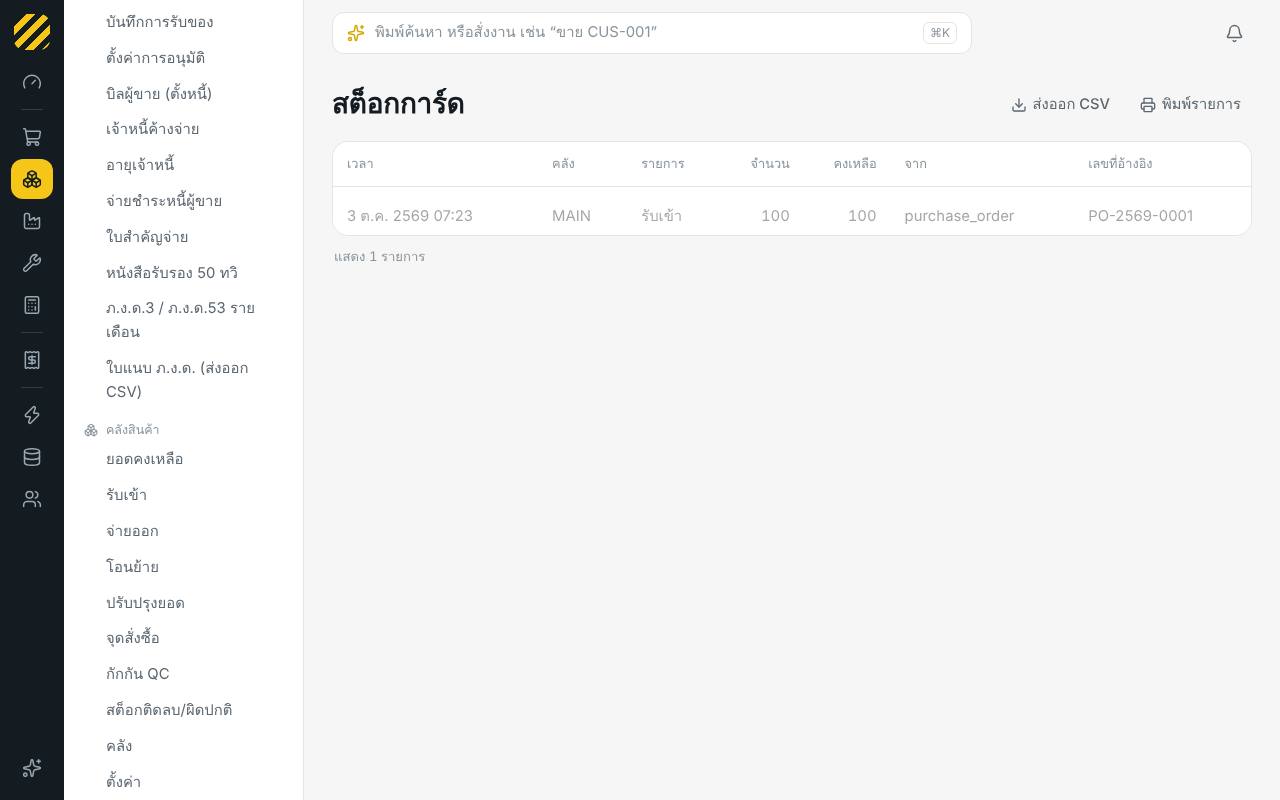 บันทึกการรับของ
ตั้งค่าการอนุมัติ
บิลผู้ขาย (ตั้งหนี้)
เจ้าหนี้ค้างจ่าย
อายุเจ้าหนี้
จ่ายชำระหนี้ผู้ขาย
ใบสำคัญจ่าย
หนังสือรับรอง 50 ทวิ
ภ.ง.ด.3 / ภ.ง.ด.53 ราย
เดือน
ใบแนบ ภ.ง.ด. (ส่งออก
CSV)
คลังสินค้า
ยอดคงเหลือ
รับเข้า
จ่ายออก
โอนย้าย
ปรับปรุงยอด
จุดสั่งซื้อ
กักกัน QC
สต็อกติดลบ/ผิดปกติ
คลัง
ตั้งค่า
พิมพ์ค้นหา หรือสั่งงาน เช่น “ขาย CUS-001” ⌘K
สต็อกการ์ด
ส่งออก CSV พิมพ์รายการ
เวลา คลัง รายการ จำนวน คงเหลือ จาก เลขที่อ้างอิง
3 ต.ค. 2569 07:23 MAIN รับเข้า 100 100 purchase_order PO-2569-0001
แสดง 1 รายการ